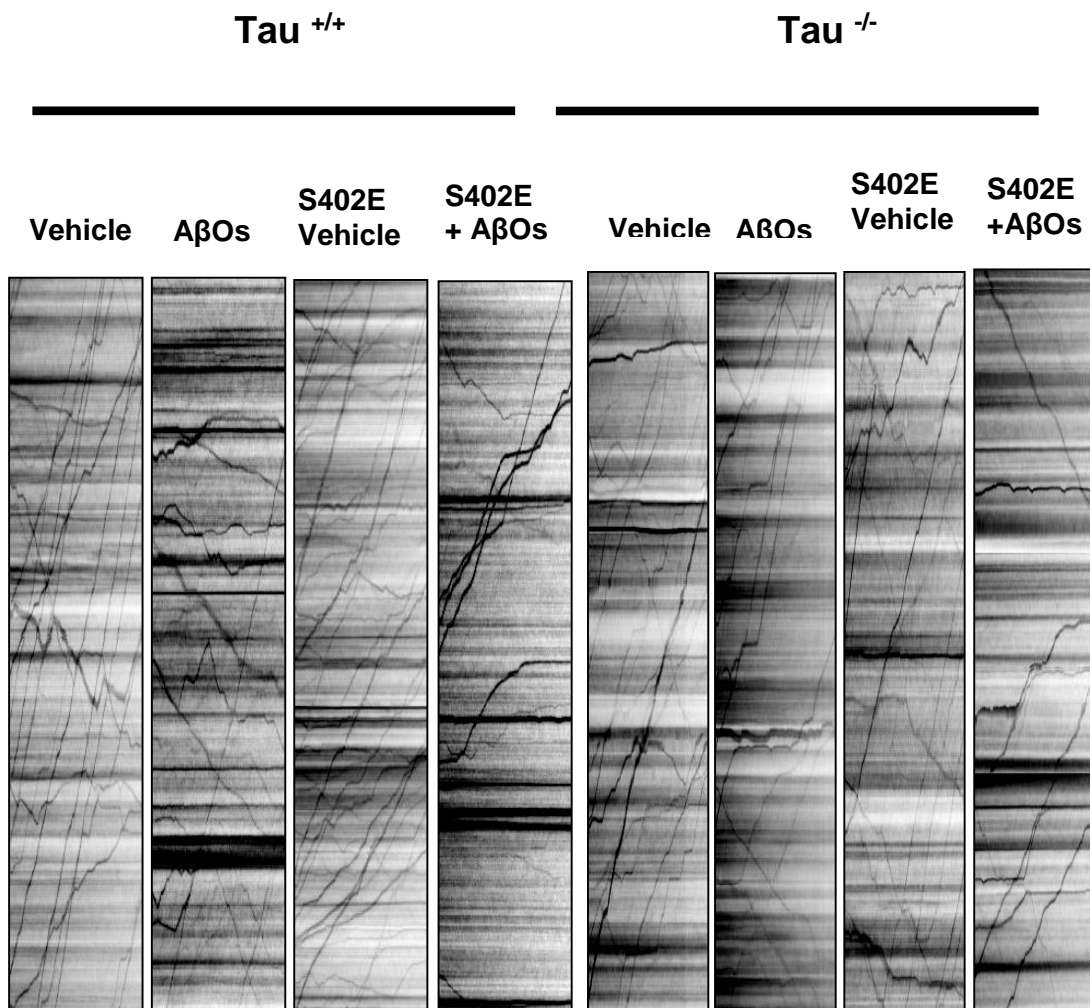 Tau +/+
Tau -/-
Vehicle
AβOs
S402E
Vehicle
S402E
+ AβOs
Vehicle
AβOs
S402E
Vehicle
S402E
+AβOs